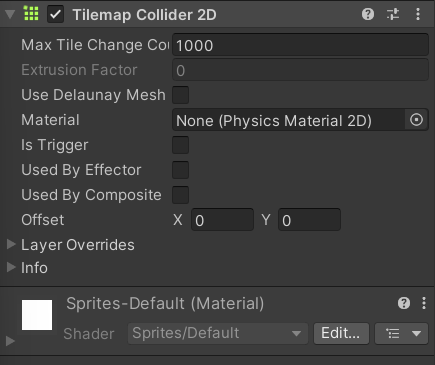 Tilemap Collider 2D
Max Tile Change Cou 1000
Extrusion Factor 0
Use Delaunay Mesh
Material None (Physics Material 2D)
Is Trigger
Used By Effector
Used By Composite
Offset X 0 Y 0
Layer Overrides
Info
Sprites-Default (Material)
Shader Sprites/Default Edit...